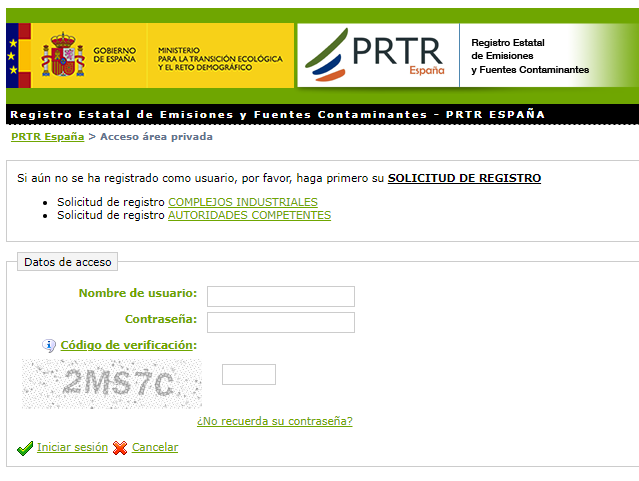 GOBIERNO
DE ESPAÑA
MINISTERIO
PARA LA TRANSICIÓN ECOLÓGICA
Y EL RETO DEMOGRÁFICO
PRTR
España
Registro Estatal
de Emisiones
y Fuentes Contaminantes
Registro Estatal de Emisiones y Fuentes Contaminantes - PRTR ESPAÑA
PRTR España > Acceso área privada
Si aún no se ha registrado como usuario, por favor, haga primero su SOLICITUD DE REGISTRO
• Solicitud de registro COMPLEJOS INDUSTRIALES
• Solicitud de registro AUTORIDADES COMPETENTES
Datos de acceso
Nombre de usuario:
Contraseña:
Código de verificación:
2MS7C
¿No recuerda su contraseña?
Iniciar sesión Cancelar